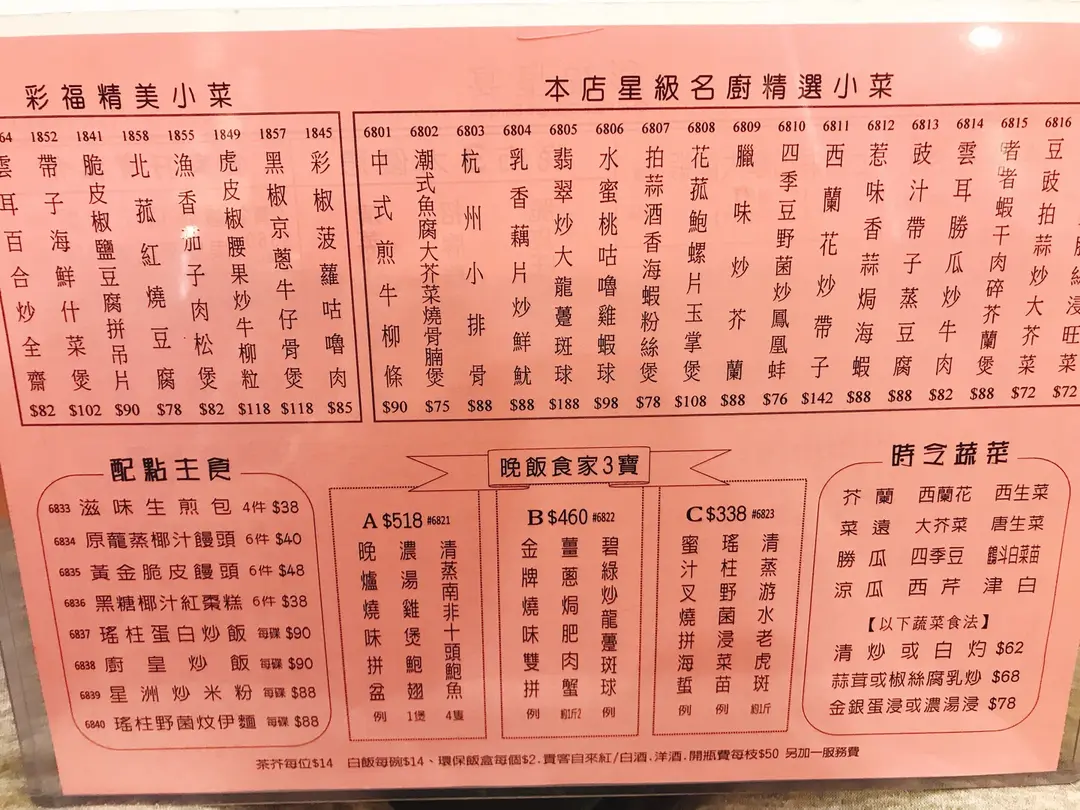 彩福精美小菜
64 雲耳百合炒全齋 $82
1852 帶子海鮮什菜煲 $102
1841 脆皮椒鹽豆腐拼吊片 $90
1858 北菰紅燒豆腐 $78
1855 漁香茄子肉松煲 $82
1849 虎皮椒腰果炒牛柳粒 $118
1857 黑椒京蔥牛仔骨煲 $118
1845 彩椒菠蘿咕嚕肉 $85
本店星級名廚精選小菜
6801 中式煎牛柳條 $90
6802 潮式魚腐大芥菜燒骨腩煲 $75
6803 杭州小排骨 $88
6804 乳香藕片炒鮮魷 $88
6805 翡翠炒大龍躉斑球 $188
6806 水蜜桃咕嚕雞蝦球 $98
6807 拍蒜酒香海蝦粉絲煲 $78
6808 花菰鮑螺片玉掌煲 $108
6809 臘味炒芥蘭 $88
6810 四季豆野菌炒鳳凰蚌 $76
6811 西蘭花炒帶子 $142
6812 惹味香蒜焗海蝦 $88
6813 豉汁帶子蒸豆腐 $88
6814 雲耳勝瓜炒牛肉 $82
6815 啫啫蝦干肉碎芥蘭煲 $88
6816 豆豉拍蒜炒大芥菜 $72
絲浸旺菜 $72
配點主食
6833 滋味生煎包 4件 $38
6834 原龍蒸椰汁饅頭 6件 $40
6835 黃金脆皮饅頭 6件 $48
6836 黑糖椰汁紅棗糕 6件 $38
6837 瑤柱蛋白炒飯 每碟 $90
6838 廚皇炒飯 每碟 $90
6839 星洲炒米粉 每碟 $88
6840 瑤柱野菌炆伊麵 每碟 $88
晚飯食家3寶
A $518 #6821
晚爐燒味拼盆 例
濃湯雞煲鮑翅 1煲
清蒸南非十頭鮑魚 4隻
B $460 #6822
金牌燒味雙拼 例
薑蔥焗肥肉蟹 約1斤2
碧綠炒龍躉斑球 例
C $338 #6823
蜜汁叉燒拼海蜇 例
瑤柱野菌浸菜苗 例
清蒸游水老虎斑 約1斤
時令蔬菜
芥蘭 西蘭花 西生菜
菜遠 大芥菜 唐生菜
勝瓜 四季豆 鶴斗白菜苗
涼瓜 西芹 津白
【以下蔬菜食法】
清炒或白灼 $62
蒜茸或椒絲腐乳炒 $68
金銀蛋浸或濃湯浸 $78
茶芥每位$14 白飯每碗$14、環保飯盒每個$2.貴客自來紅/白酒.洋酒.開瓶費每枝$50 另加一服務費